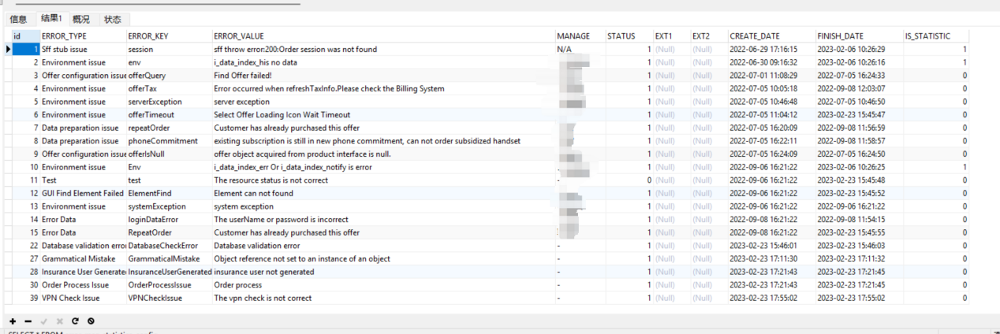 信息 结果1 概况 状态
id ERROR_TYPE ERROR_KEY ERROR_VALUE MANAGE STATUS EXT1 EXT2 CREATE_DATE FINISH_DATE IS_STATISTIC
1 Sff stub issue session sff throw error:200:Order session was not found N/A 1 (Null) (Null) 2022-06-29 17:16:15 2023-02-06 10:26:29 1
2 Environment issue env i_data_index_his no data 1 (Null) (Null) 2022-06-30 09:16:32 2023-02-06 10:26:16 1
3 Offer configuration issue offerQuery Find Offer failed! 1 (Null) (Null) 2022-07-01 11:08:29 2022-07-05 16:24:33 0
4 Environment issue offerTax Error occurred when refreshTaxInfo.Please check the Billing System 1 (Null) (Null) 2022-07-05 10:05:18 2022-09-08 12:03:07 0
5 Environment issue serverException server exception 1 (Null) (Null) 2022-07-05 10:46:48 2022-07-05 10:46:50 0
6 Environment issue offerTimeout Select Offer Loading Icon Wait Timeout 1 (Null) (Null) 2022-07-05 11:04:12 2023-02-23 15:45:47 0
7 Data preparation issue repeatOrder Customer has already purchased this offer 1 (Null) (Null) 2022-07-05 16:20:09 2022-09-08 11:56:59 0
8 Data preparation issue phoneCommitment existing subscription is still in new phone commitment, can not order subsidized handset 1 (Null) (Null) 2022-07-05 16:22:11 2022-09-08 11:58:57 0
9 Offer configuration issue offerIsNull offer object acquired from product interface is null. 1 (Null) (Null) 2022-07-05 16:24:09 2022-07-05 16:24:50 0
10 Environment issue Env i_data_index_err Or i_data_index_notify is error - 1 (Null) (Null) 2022-09-06 16:21:22 2023-02-06 10:26:25 1
11 Test test The resource status is not correct - 0 (Null) (Null) 2022-09-06 16:21:22 2023-02-23 15:45:48 0
12 GUI Find Element Failed ElementFind Element can not found 1 (Null) (Null) 2022-09-06 16:21:22 2023-02-23 15:45:52 0
13 Environment issue systemException system exception 1 (Null) (Null) 2022-09-06 16:21:22 2022-09-06 16:21:22 0
14 Error Data loginDataError The userName or password is incorrect 1 (Null) (Null) 2022-09-08 16:21:22 2022-09-08 11:54:15 0
15 Error Data RepeatOrder Customer has already purchased this offer 1 (Null) (Null) 2022-09-08 16:21:22 2023-02-23 15:45:55 0
22 Database validation error DatabaseCheckError Database validation error - 1 (Null) (Null) 2023-02-23 15:46:01 2023-02-23 15:46:03 0
27 Grammatical Mistake GrammaticalMistake Object reference not set to an instance of an object - 1 (Null) (Null) 2023-02-23 17:11:30 2023-02-23 17:11:32 0
28 Insurance User Generate InsuranceUserGenerated insurance user not generated - 1 (Null) (Null) 2023-02-23 17:21:43 2023-02-23 17:21:45 0
30 Order Process Issue OrderProcessIssue Order process - 1 (Null) (Null) 2023-02-23 17:21:43 2023-02-23 17:21:45 0
39 VPN Check Issue VPNCheckIssue The vpn check is not correct - 1 (Null) (Null) 2023-02-23 17:55:02 2023-02-23 17:55:02 0
SELECT * FROM